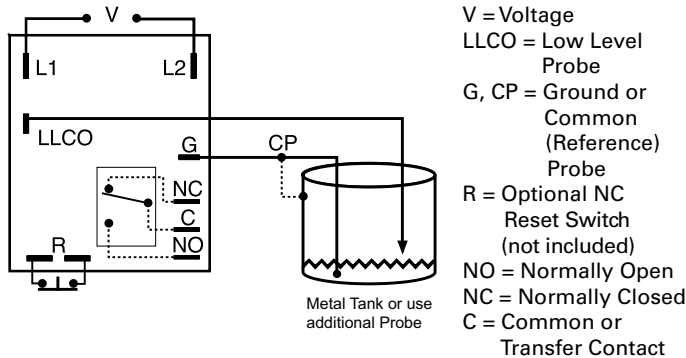 V
L1
L2
LLCO
G
CP
NC
C
NO
R
Metal Tank or use
additional Probe
V = Voltage
LLCO = Low Level
Probe
G, CP = Ground or
Common
(Reference)
Probe
R = Optional NC
Reset Switch
(not included)
NO = Normally Open
NC = Normally Closed
C = Common or
Transfer Contact